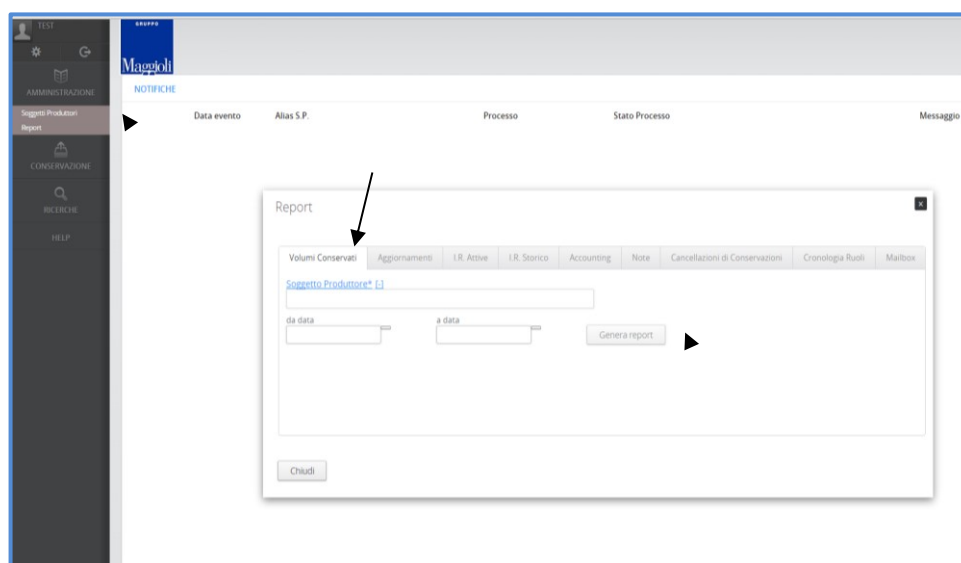 TEST
GRUPPO
Maggioli
AMMINISTRAZIONE
NOTIFICHE
Soggetti Produttori
Report
Data evento Alias S.P. Processo Stato Processo Messaggio
CONSERVAZIONE
RICERCHE
HELP
Report
x
Volumi Conservati Aggiornamenti I.R. Attive I.R. Storico Accounting Note Cancellazioni di Conservazioni Cronologia Ruoli Mailbox
Soggetto Produttore* [-]
da data a data
Genera report
Chiudi